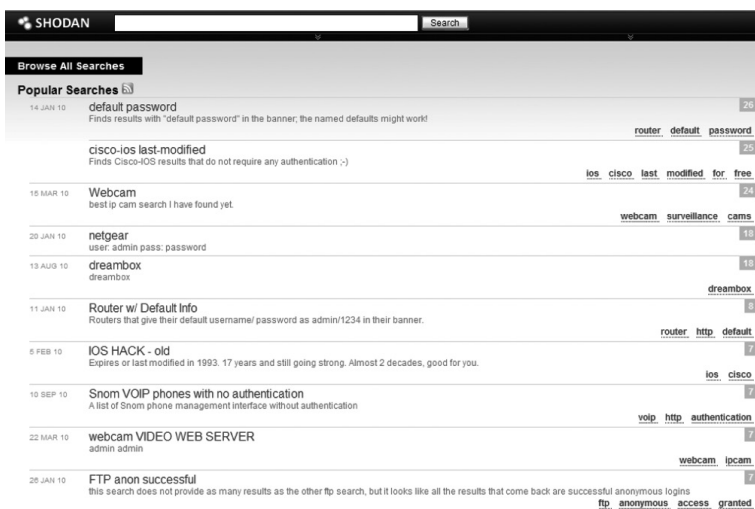 SHODAN Search
Browse All Searches
Popular Searches
14 JAN 10 default password 26
Finds results with "default password" in the banner; the named defaults might work!
router default password
cisco-ios last-modified 25
Finds Cisco-IOS results that do not require any authentication ;-)
ios cisco last modified for free
15 MAR 10 Webcam 24
best ip cam search I have found yet.
webcam surveillance cams
20 JAN 10 netgear 18
user: admin pass: password
13 AUG 10 dreambox 18
dreambox
dreambox
11 JAN 10 Router w/ Default Info 8
Routers that give their default username/ password as admin/1234 in their banner.
router http default
5 FEB 10 IOS HACK - old 7
Expires or last modified in 1993. 17 years and still going strong. Almost 2 decades, good for you.
ios cisco
10 SEP 10 Snom VOIP phones with no authentication 7
A list of Snom phone management interface without authentication
voip http authentication
22 MAR 10 webcam VIDEO WEB SERVER 7
admin admin
webcam ipcam
26 JAN 10 FTP anon successful 7
this search does not provide as many results as the other ftp search, but it looks like all the results that come back are successful anonymous logins
ftp anonymous access granted